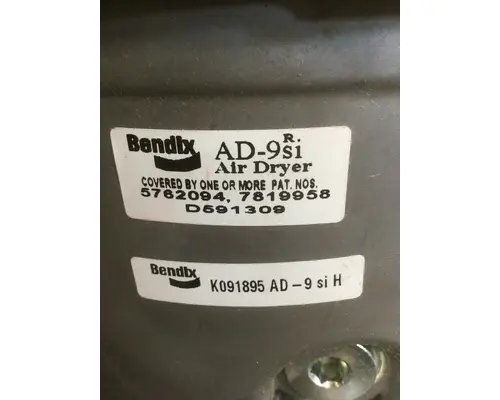 Bendix AD-9si R.
Air Dryer
COVERED BY ONE OR MORE PAT. NOS.
5762094, 7819958
D591309
Bendix K091895 AD-9 si H